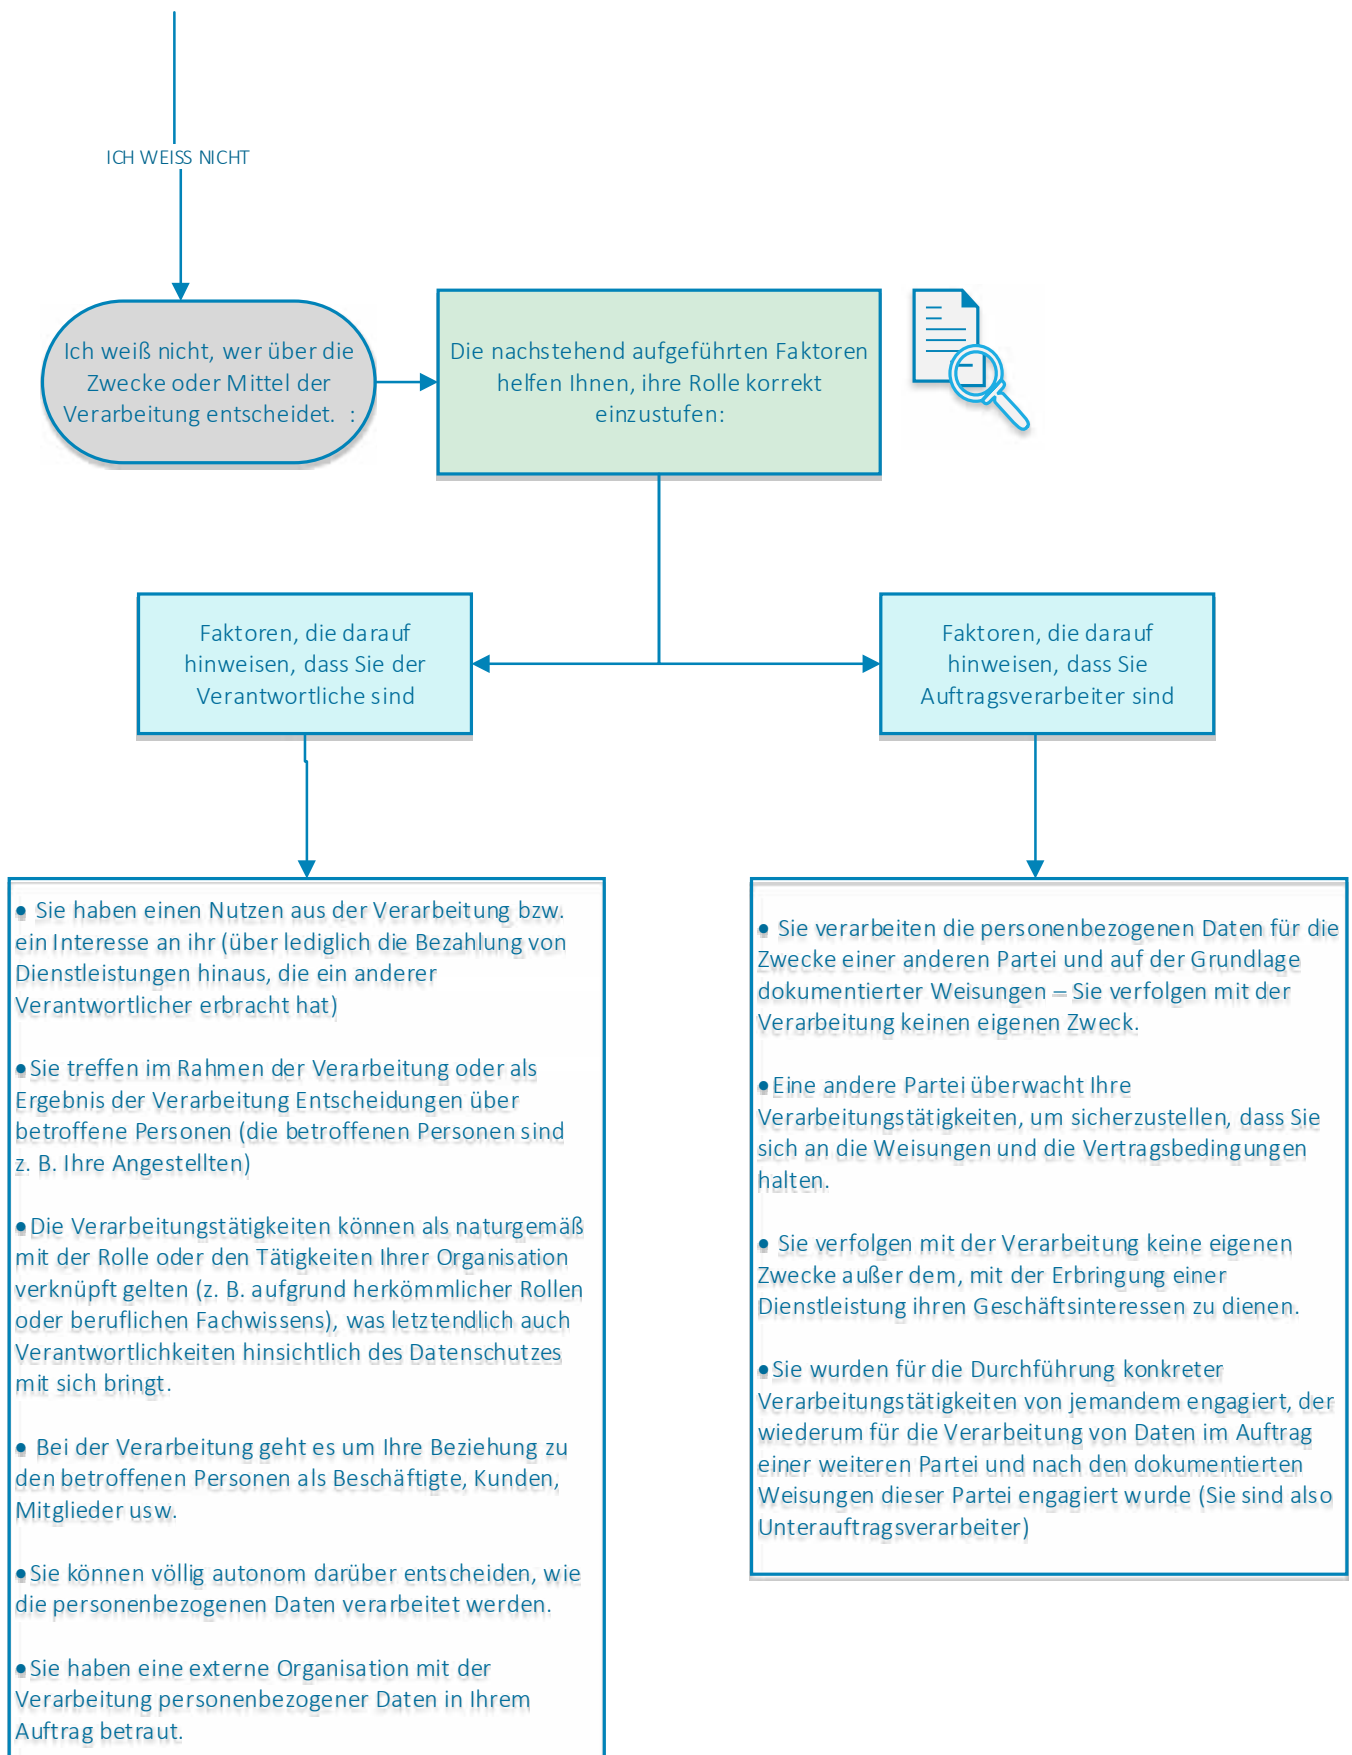 ICH WEISS NICHT
Ich weiß nicht, wer über die
Zwecke oder Mittel der
Verarbeitung entscheidet. :
Die nachstehend aufgeführten Faktoren
helfen Ihnen, ihre Rolle korrekt
einzustufen:
Faktoren, die darauf
hinweisen, dass Sie der
Verantwortliche sind
Faktoren, die darauf
hinweisen, dass Sie
Auftragsverarbeiter sind
• Sie haben einen Nutzen aus der Verarbeitung bzw.
ein Interesse an ihr (über lediglich die Bezahlung von
Dienstleistungen hinaus, die ein anderer
Verantwortlicher erbracht hat)
• Sie treffen im Rahmen der Verarbeitung oder als
Ergebnis der Verarbeitung Entscheidungen über
betroffene Personen (die betroffenen Personen sind
z. B. Ihre Angestellten)
• Die Verarbeitungstätigkeiten können als naturgemäß
mit der Rolle oder den Tätigkeiten Ihrer Organisation
verknüpft gelten (z. B. aufgrund herkömmlicher Rollen
oder beruflichen Fachwissens), was letztendlich auch
Verantwortlichkeiten hinsichtlich des Datenschutzes
mit sich bringt.
• Bei der Verarbeitung geht es um Ihre Beziehung zu
den betroffenen Personen als Beschäftigte, Kunden,
Mitglieder usw.
• Sie können völlig autonom darüber entscheiden, wie
die personenbezogenen Daten verarbeitet werden.
• Sie haben eine externe Organisation mit der
Verarbeitung personenbezogener Daten in Ihrem
Auftrag betraut.
• Sie verarbeiten die personenbezogenen Daten für die
Zwecke einer anderen Partei und auf der Grundlage
dokumentierter Weisungen – Sie verfolgen mit der
Verarbeitung keinen eigenen Zweck.
• Eine andere Partei überwacht Ihre
Verarbeitungstätigkeiten, um sicherzustellen, dass Sie
sich an die Weisungen und die Vertragsbedingungen
halten.
• Sie verfolgen mit der Verarbeitung keine eigenen
Zwecke außer dem, mit der Erbringung einer
Dienstleistung ihren Geschäftsinteressen zu dienen.
• Sie wurden für die Durchführung konkreter
Verarbeitungstätigkeiten von jemandem engagiert, der
wiederum für die Verarbeitung von Daten im Auftrag
einer weiteren Partei und nach den dokumentierten
Weisungen dieser Partei engagiert wurde (Sie sind also
Unterauftragsverarbeiter)